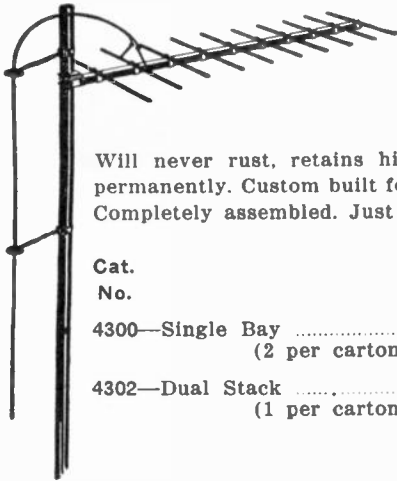 Will never rust, retains hi
permanently. Custom built fo
Completely assembled. Just
Cat.
No.
4300—Single Bay ....................
(2 per carton
4302—Dual Stack ....................
(1 per carton